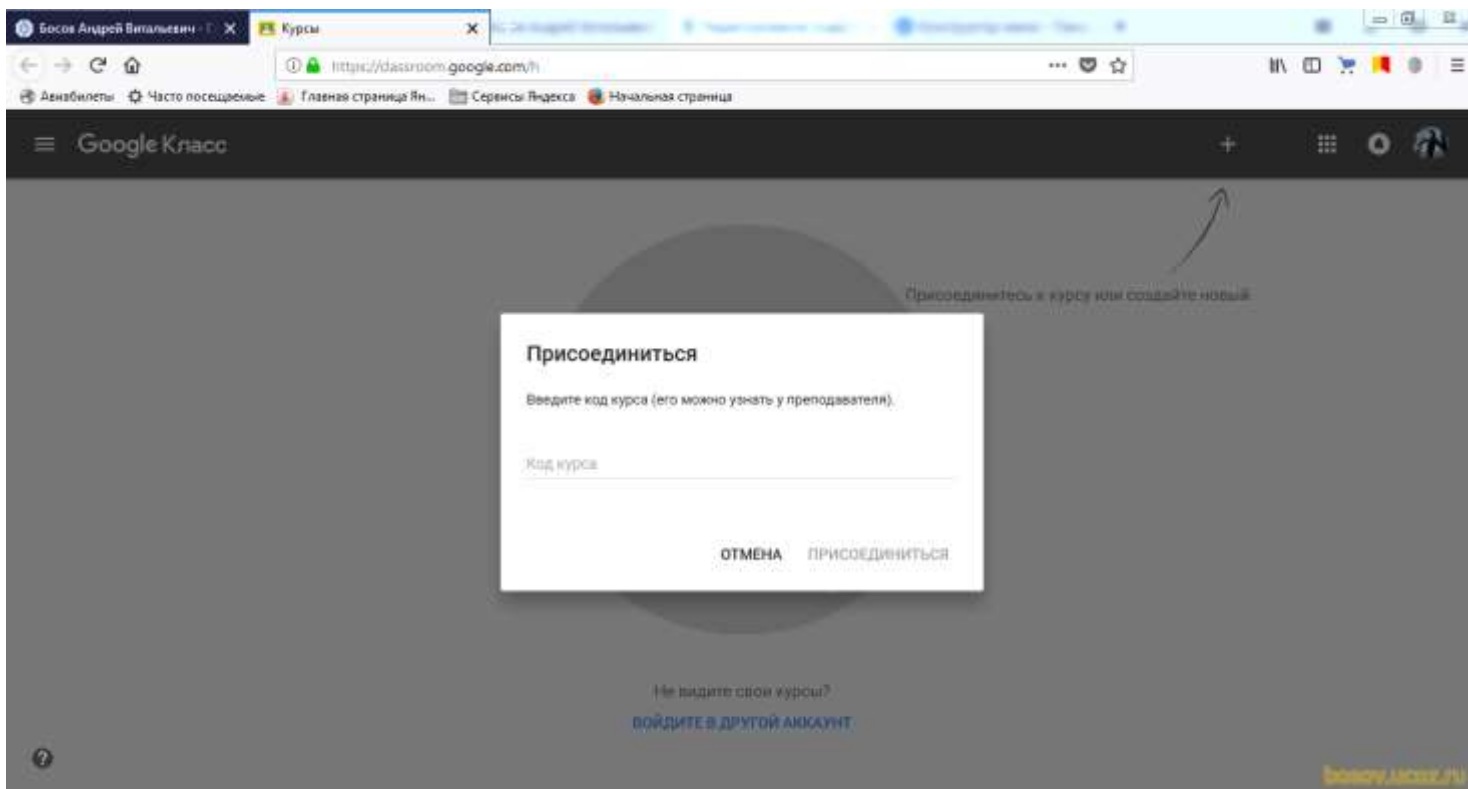 Босов Андрей Витальевич - Г
Курсы
https://classroom.google.com/h
Авиабилеты Часто посещаемые Главная страница Ян... Сервисы Яндекса Начальная страница
Google Класс
Присоединитесь к курсу или создайте новый
Присоединиться
Введите код курса (его можно узнать у преподавателя).
Код курса
ОТМЕНА ПРИСОЕДИНИТЬСЯ
Не видите свои курсы?
ВОЙДИТЕ В ДРУГОЙ АККАУНТ
bosov.ucoz.ru